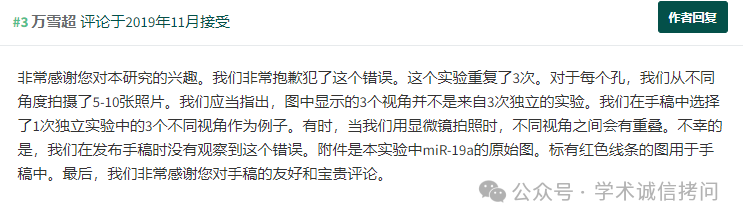 #3 万雪超 评论于2019年11月接受
作者回复
非常感谢您对本研究的兴趣。我们非常抱歉犯了这个错误。这个实验重复了3次。对于每个孔，我们从不同
角度拍摄了5-10张照片。我们应当指出，图中显示的3个视角并不是来自3次独立的实验。我们在手稿中选择
了1次独立实验中的3个不同视角作为例子。有时，当我们用显微镜拍照时，不同视角之间会有重叠。不幸的
是，我们在发布手稿时没有观察到这个错误。附件是本实验中miR-19a的原始图。标有红色线条的图用于手
稿中。最后，我们非常感谢您对手稿的友好和宝贵评论。
公众号 · 学术诚信拷问